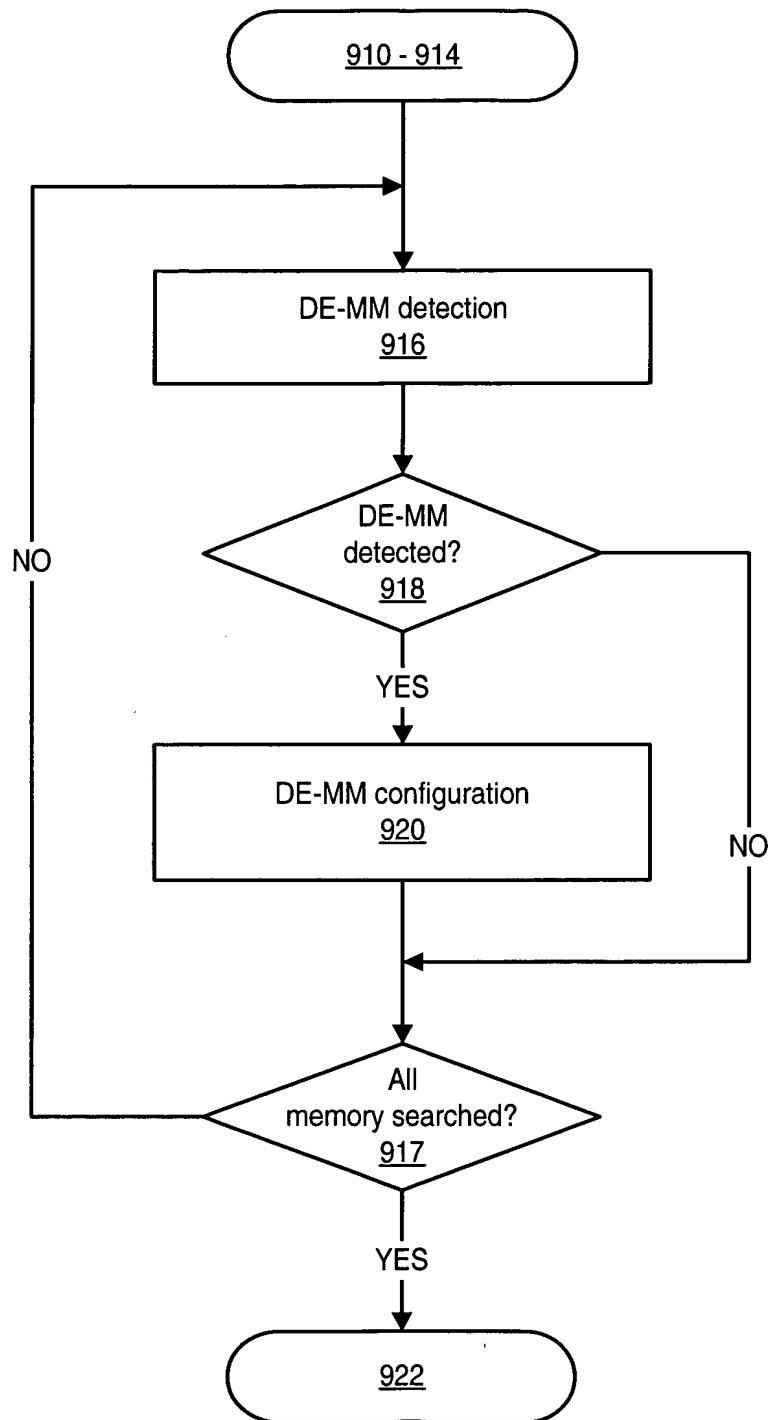 910 - 914
DE-MM detection
916
DE-MM
detected?
918
NO
YES
DE-MM configuration
920
NO
All
memory searched?
917
YES
922